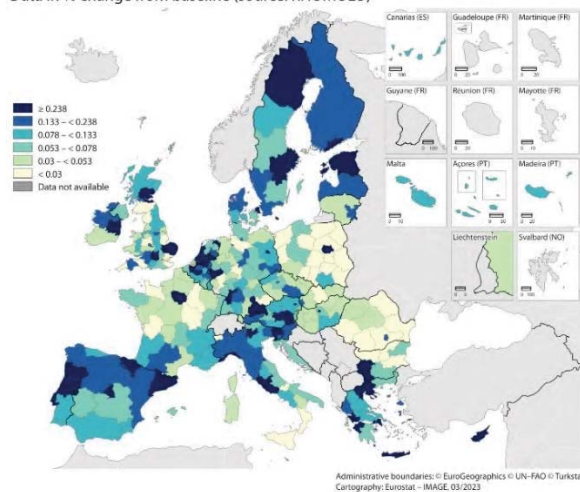 Canarias (ES)
Guadeloupe (FR)
Martinique (FR)
Guyane (FR)
Réunion (FR)
Mayotte (FR)
Malta
Açores (PT)
Madeira (PT)
Liechtenstein
Svalbard (NO)
≥ 0.238
0.133 – < 0.238
0.078 – < 0.133
0.053 – < 0.078
0.03 – < 0.053
< 0.03
Data not available
Administrative boundaries: © EuroGeographics © UN–FAO © Turkstat
Cartography: Eurostat – IMAGE, 03/2023